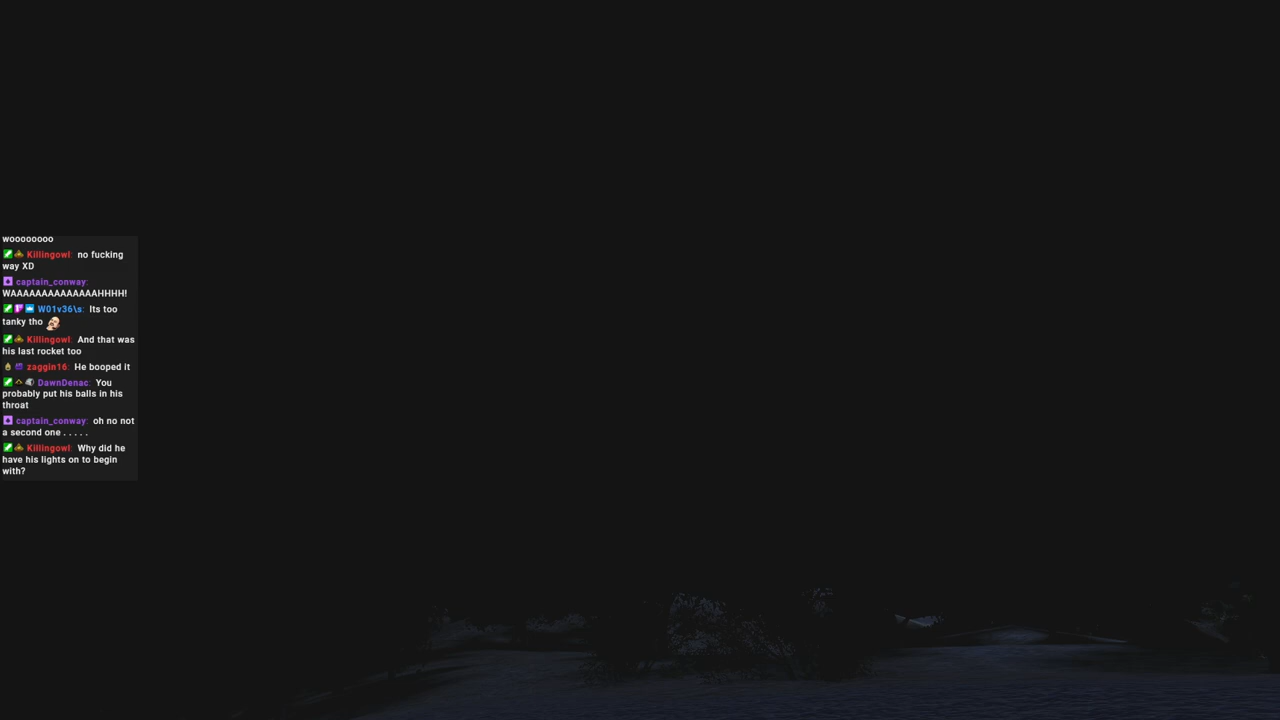 woooooooo
Killingowl: no fucking
way XD
captain_conway:
WAAAAAAAAAAAAAAHHHH!
W01v36\s: Its too
tanky tho
Killingowl: And that was
his last rocket too
zaggin16: He booped it
DawnDenac: You
probably put his balls in his
throat
captain_conway: oh no not
a second one . . . . .
Killingowl: Why did he
have his lights on to begin
with?